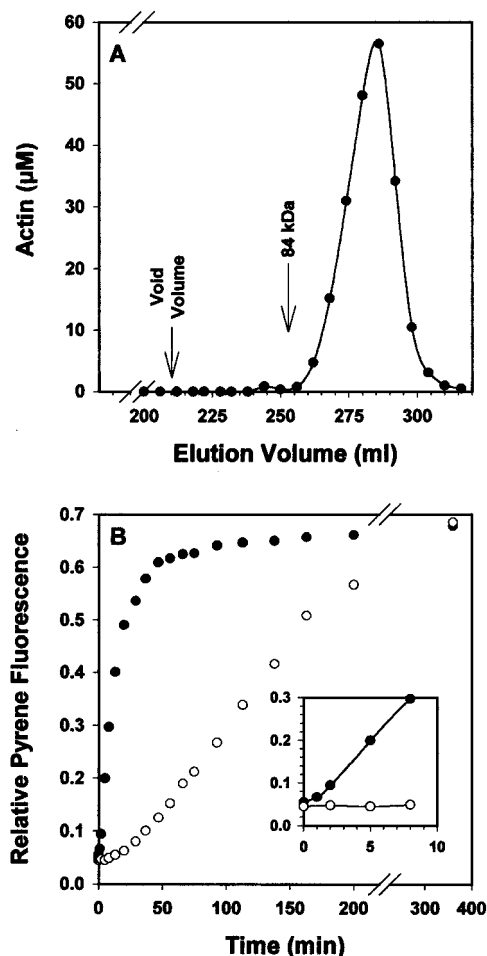 A
60
50
40
30
20
10
0
Actin (µM)
Void
Volume
84 kDa
200 225 250 275 300
Elution Volume (ml)
B
0.7
0.6
0.5
0.4
0.3
0.2
0.1
0.0
Relative Pyrene Fluorescence
0.3
0.2
0.1
0.0
0 5 10
0 50 100 150 200 300 400
Time (min)